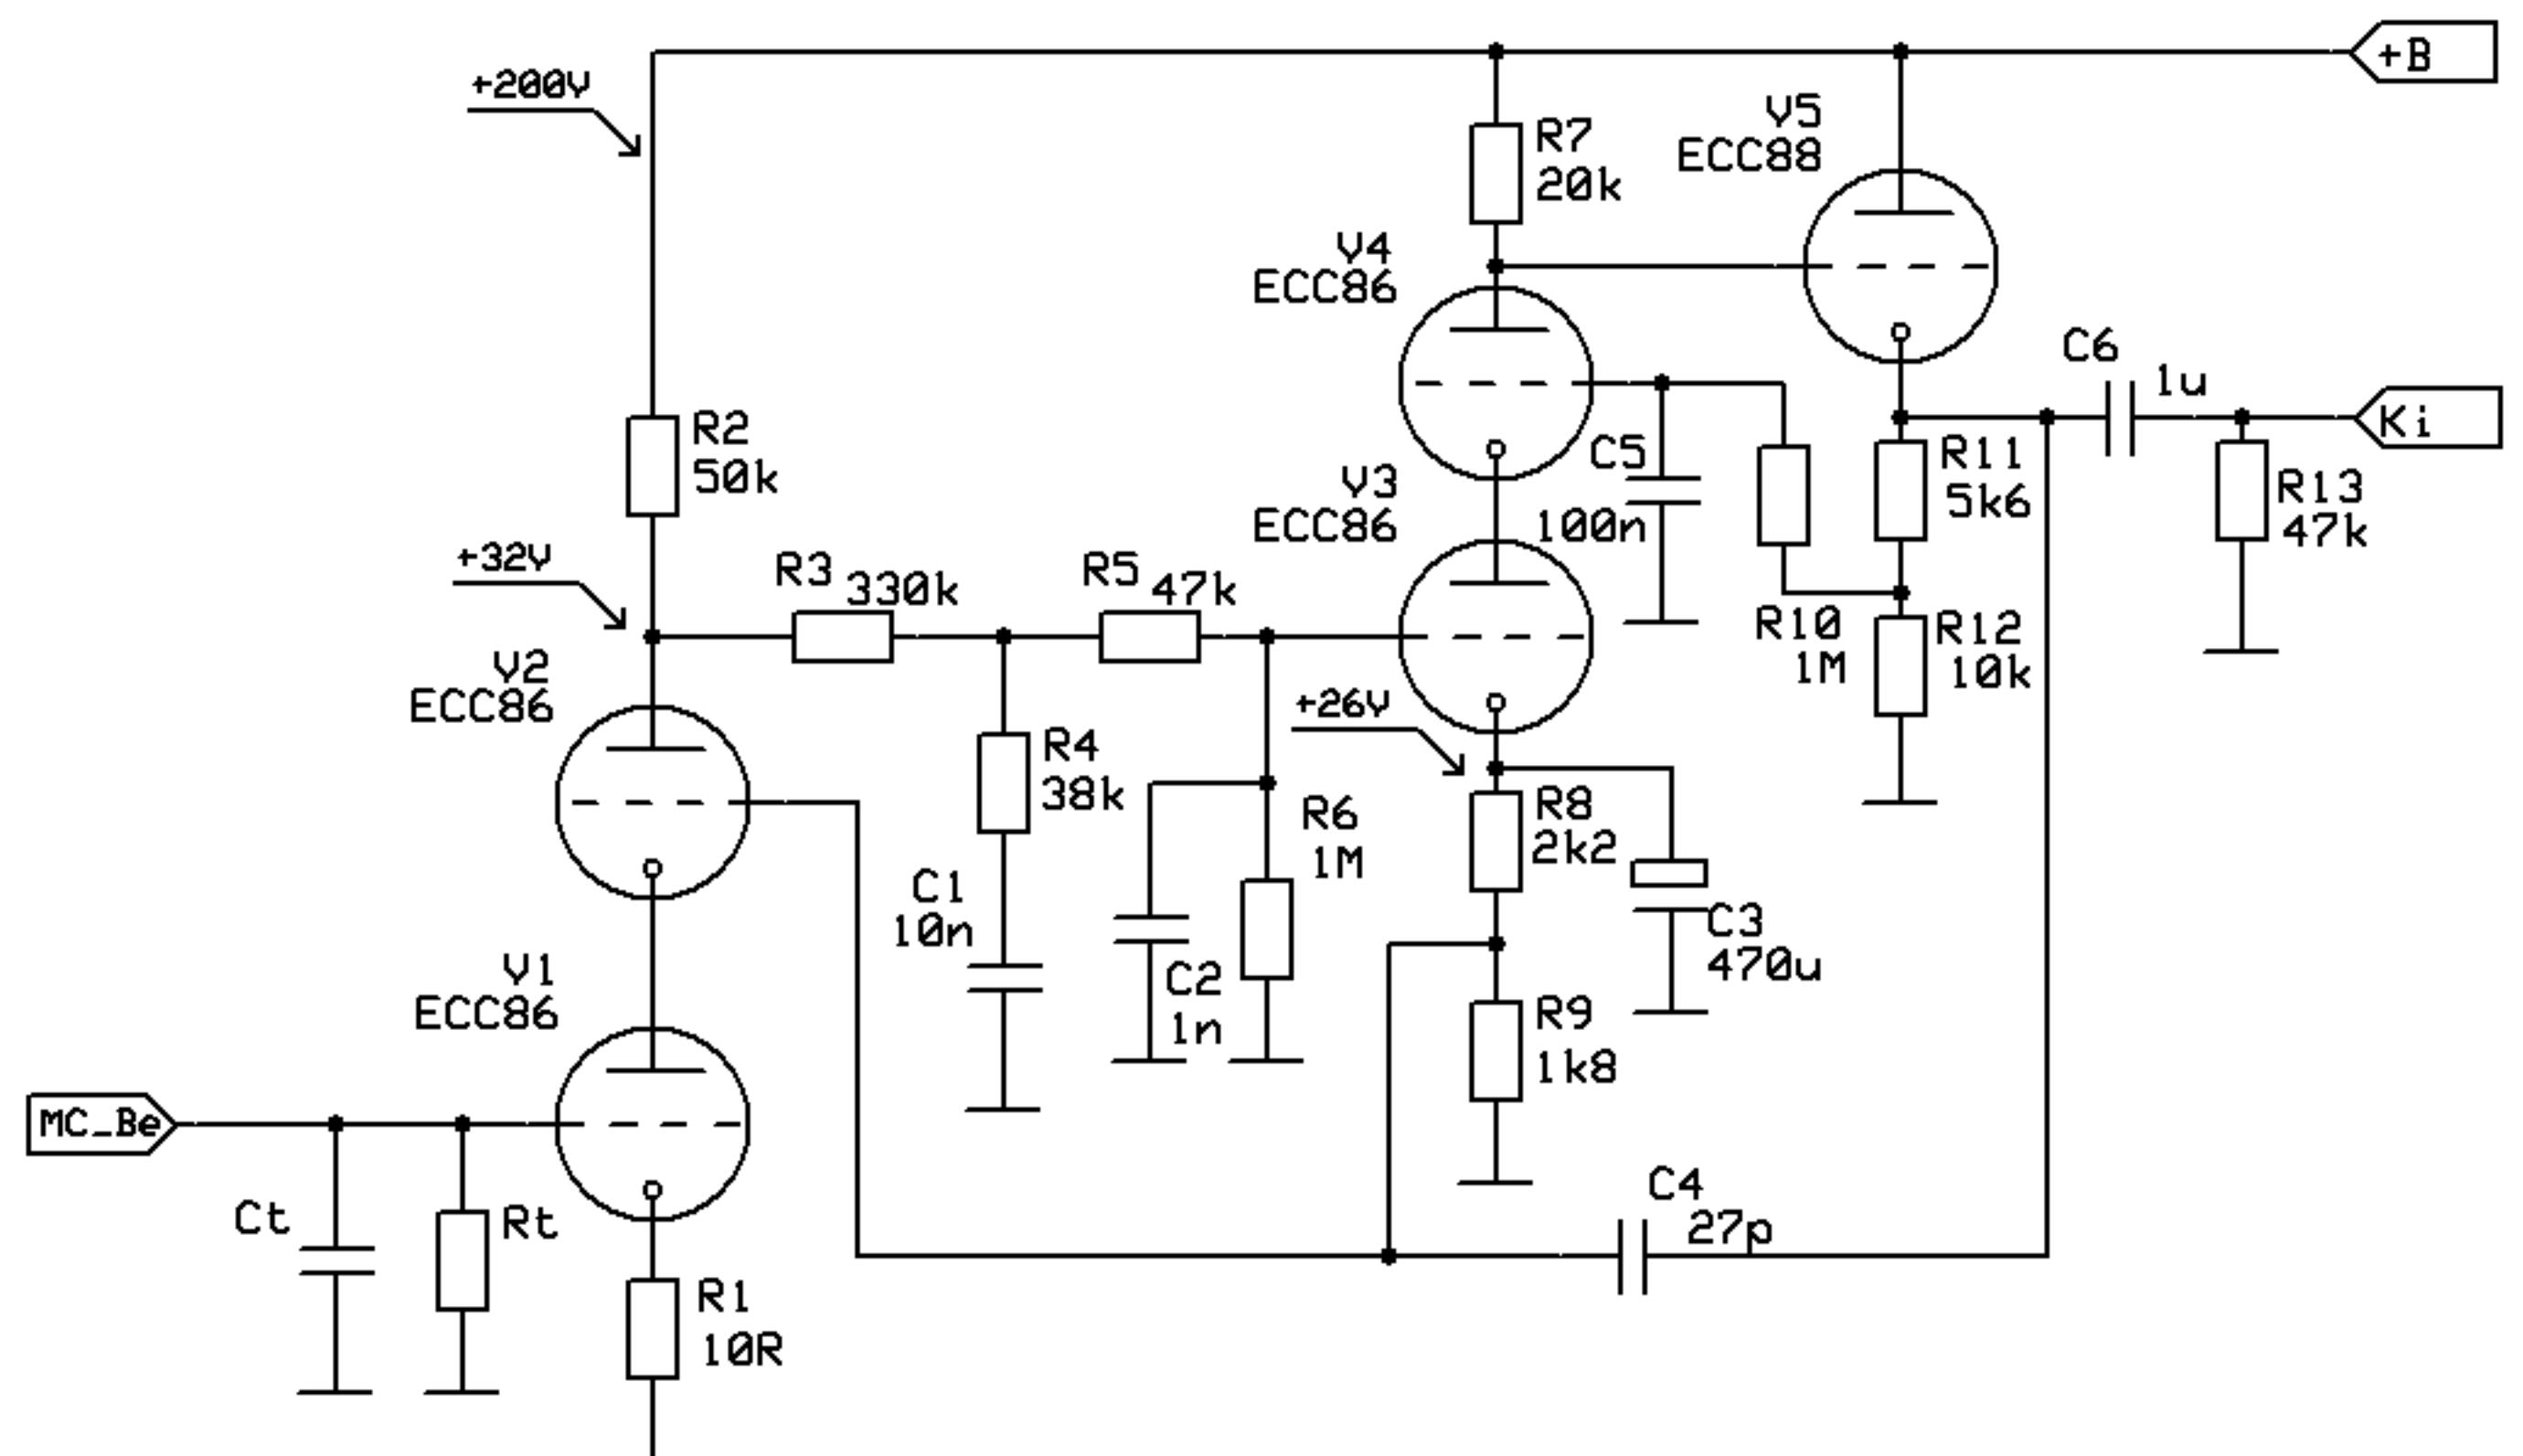 +B
+200V
V5
ECC88
R7
20k
V4
ECC86
C6
1u
Ki
R2
50k
C5
100n
R11
5k6
R13
47k
V3
ECC86
+32V
R3
330k
R5
47k
R10
1M
R12
10k
V2
ECC86
+26V
R4
38k
R6
1M
R8
2k2
C1
10n
C3
470u
V1
ECC86
C2
1n
R9
1k8
MC_Be
Ct
Rt
C4
27p
R1
10R